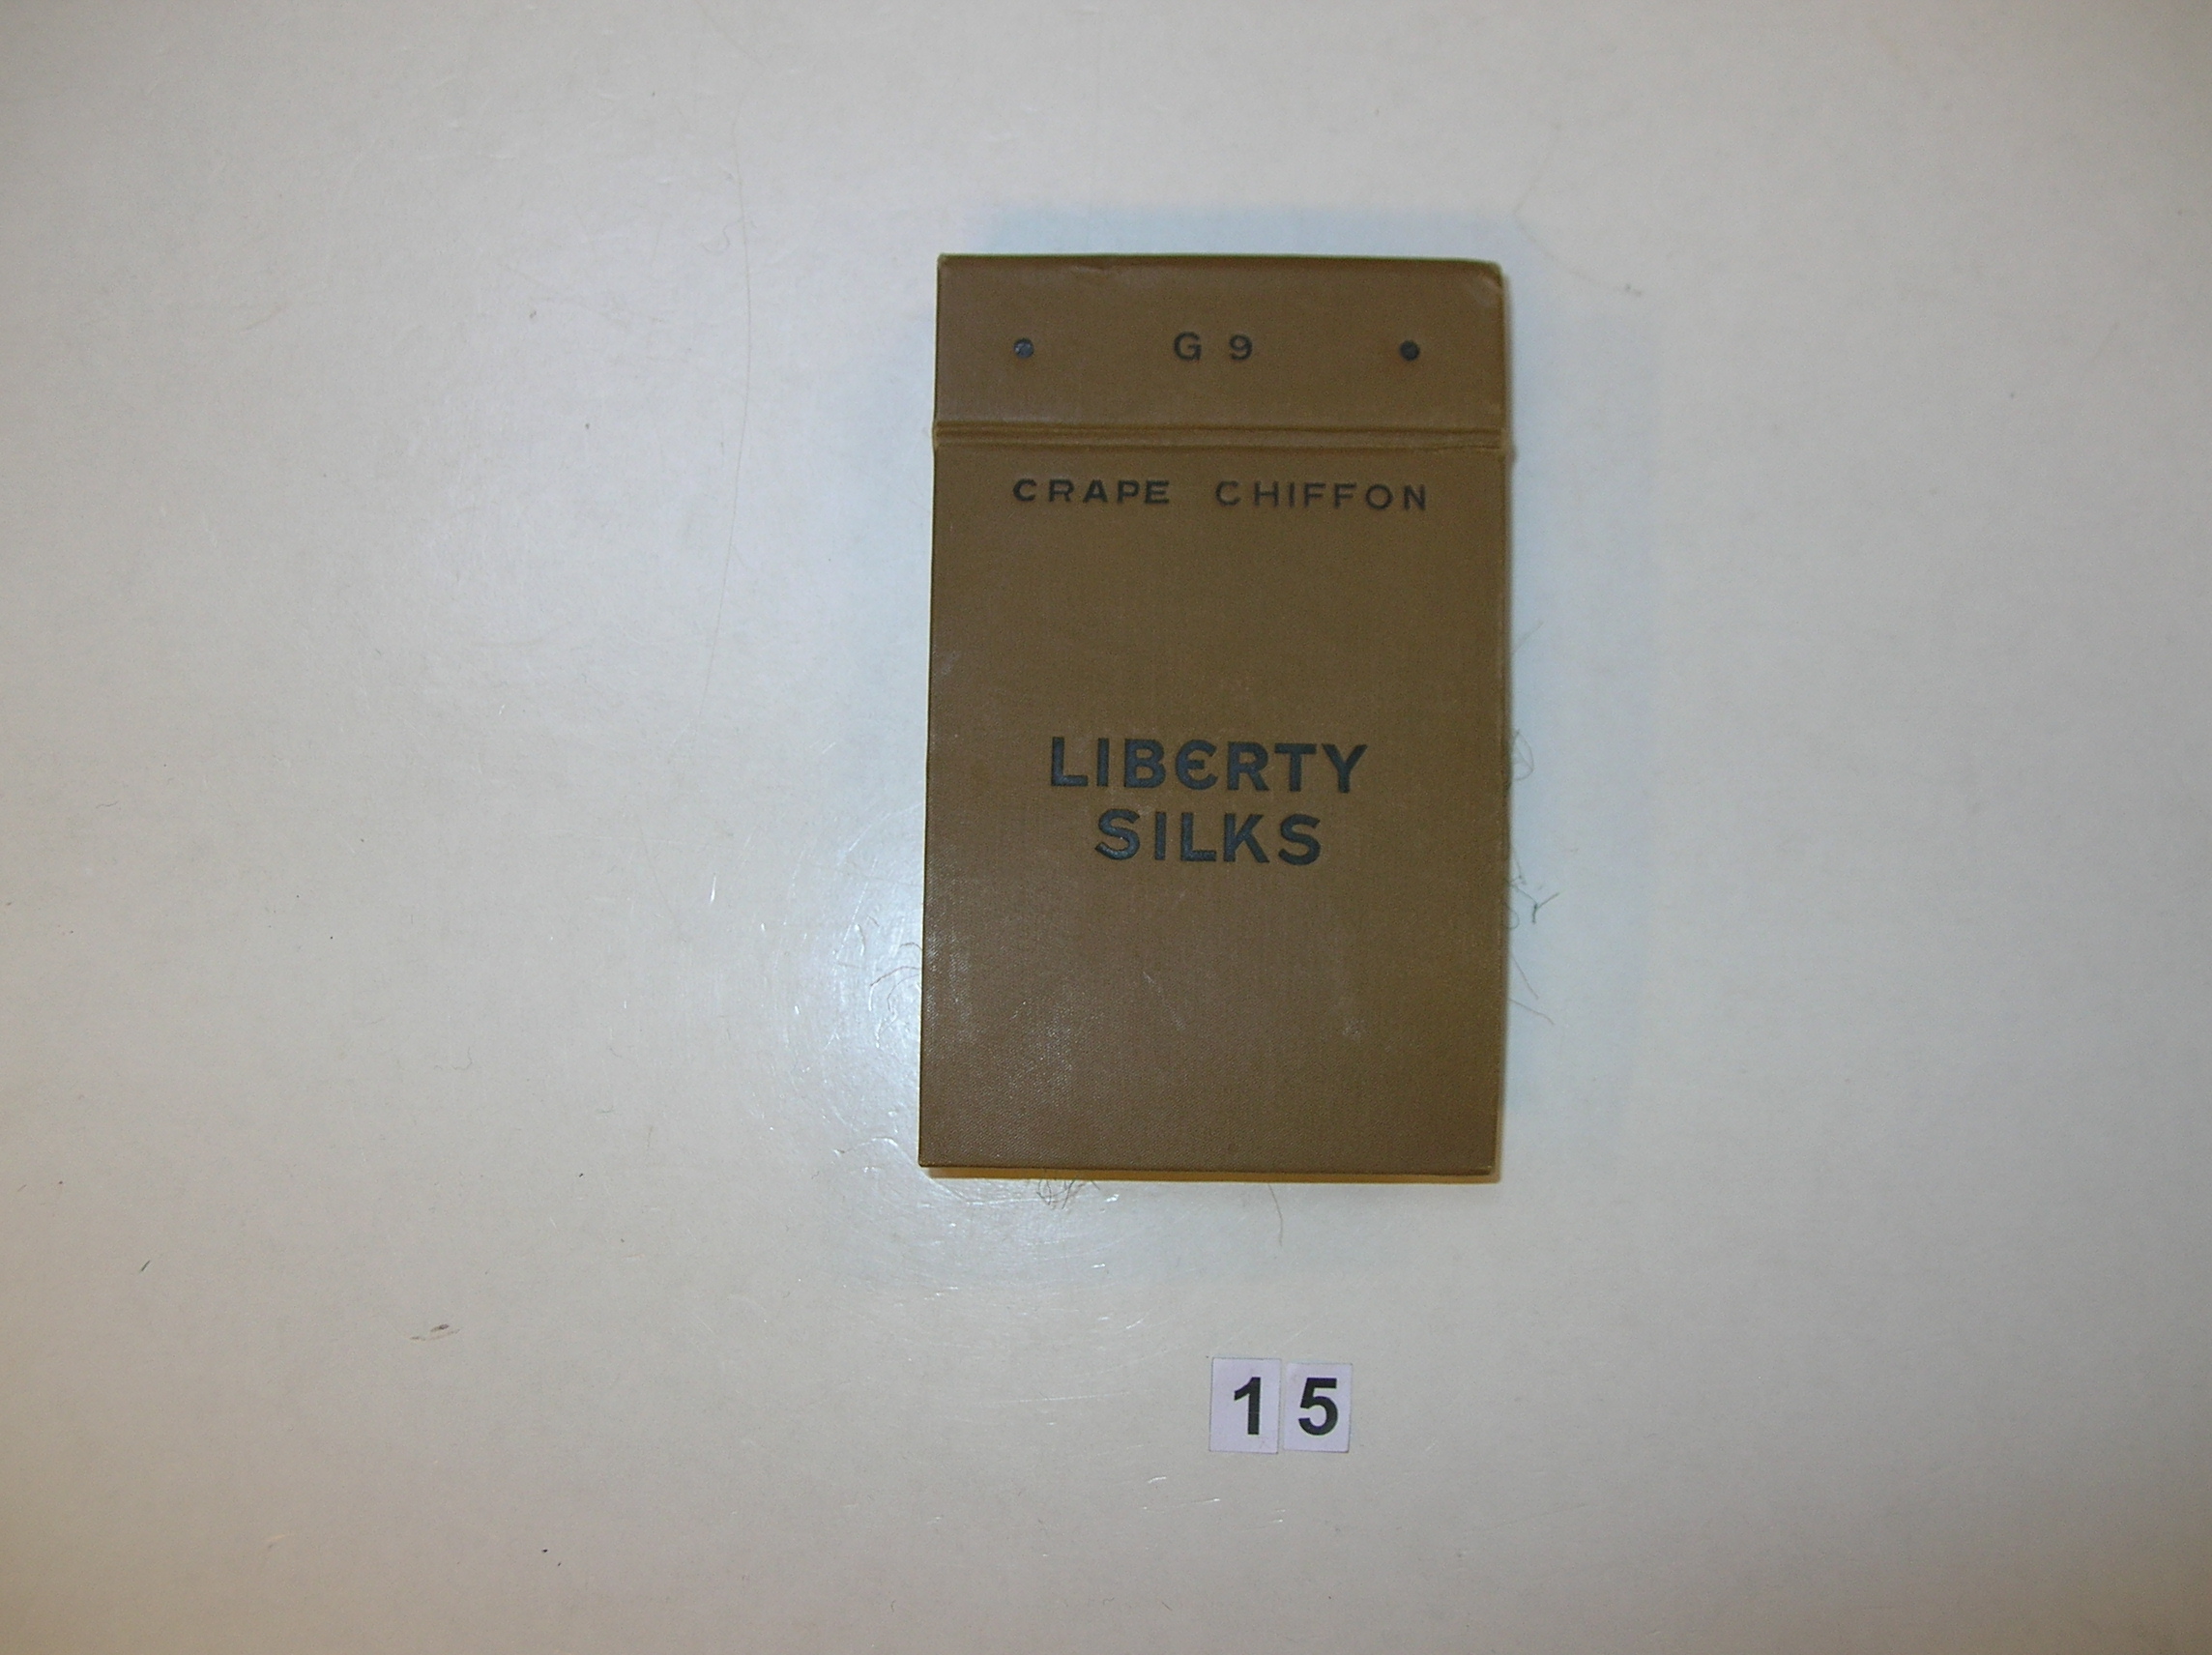 G 9
CRAPE CHIFFON
LIBERTY
SILKS
15